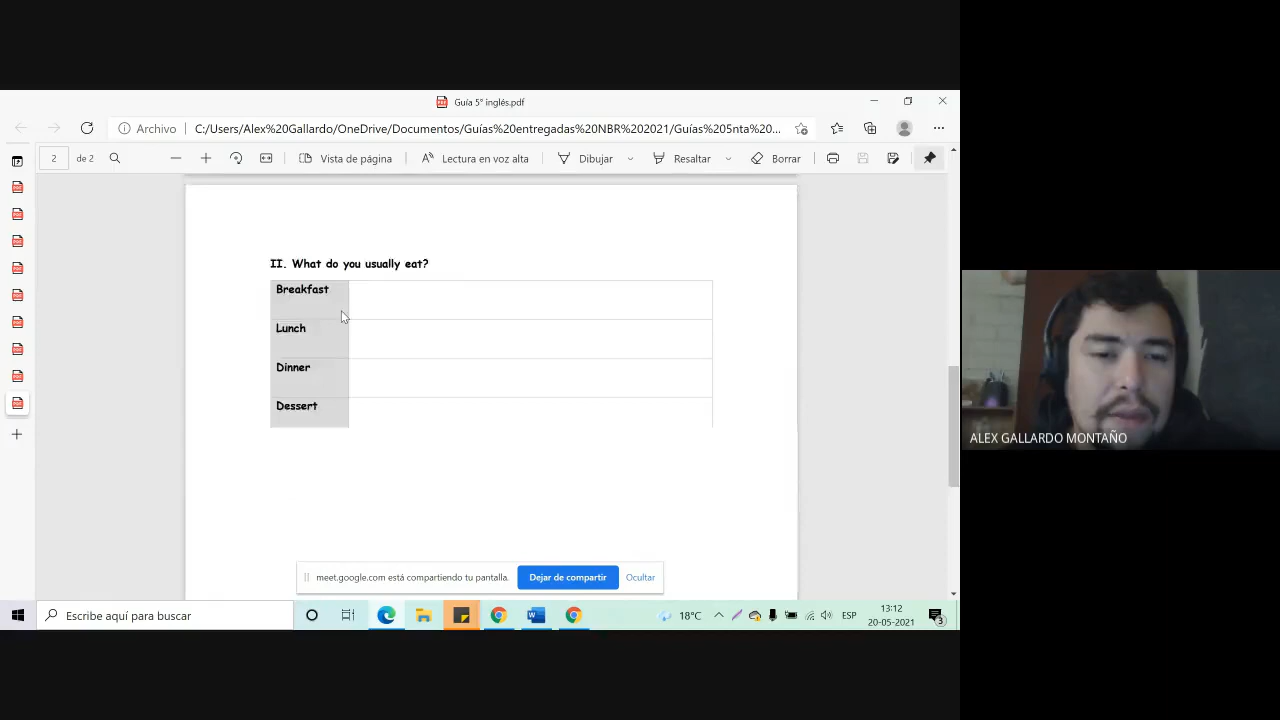 Guía 5° inglés.pdf
Archivo C:/Users/Alex%20Gallardo/OneDrive/Documentos/Guías%20entregadas%20NBR%202021/Guías%205nta%20...
2 de 2 Vista de página Lectura en voz alta Dibujar Resaltar Borrar
II. What do you usually eat?
Breakfast
Lunch
Dinner
Dessert
ALEX GALLARDO MONTAÑO
meet.google.com está compartiendo tu pantalla. Dejar de compartir Ocultar
Escribe aquí para buscar 18°C ESP 13:12
20-05-2021 3